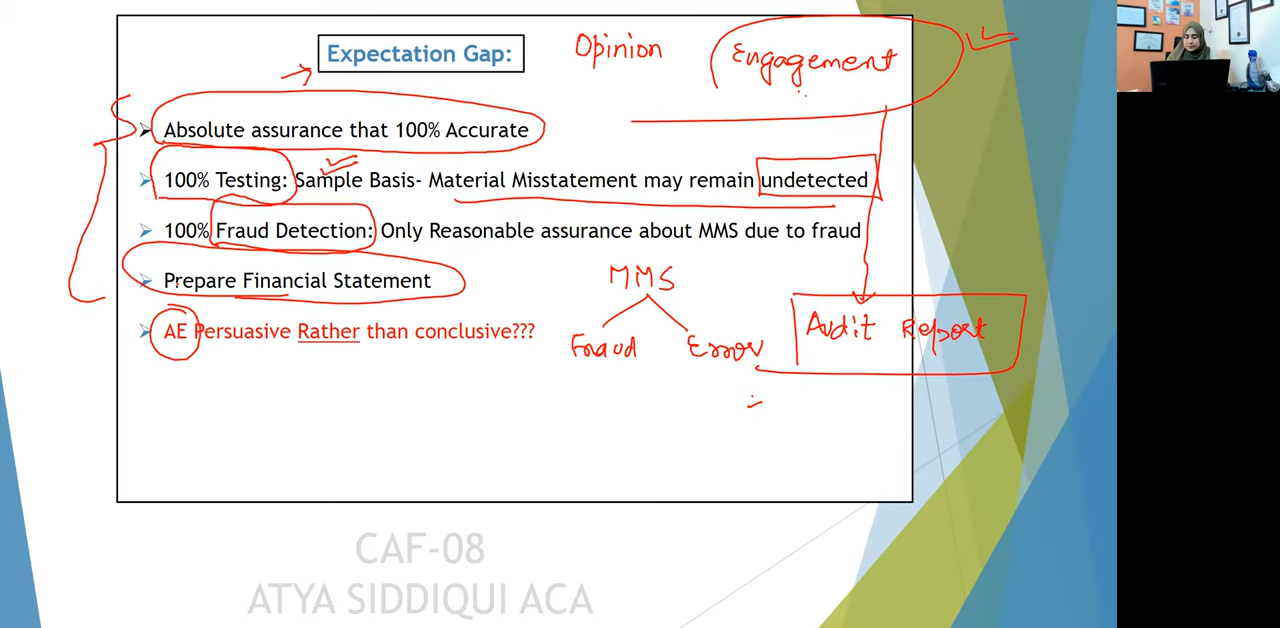 Expectation Gap:
Opinion
Engagement
Absolute assurance that 100% Accurate
100% Testing: Sample Basis- Material Misstatement may remain undetected
100% Fraud Detection: Only Reasonable assurance about MMS due to fraud
Prepare Financial Statement
MMS
AE Persuasive Rather than conclusive???
Fraud
Error
Audit Report
CAF-08
ATYA SIDDIQUI ACA